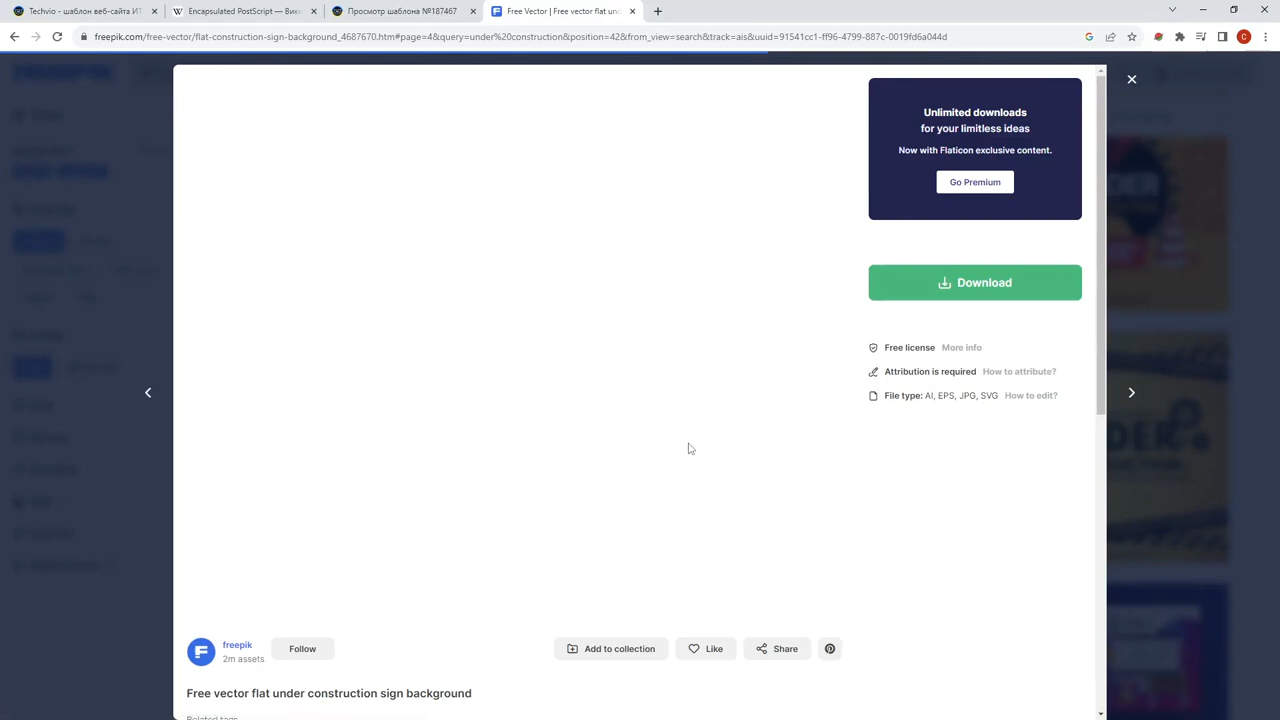 Techvio – шаблон веб-сайта ИТ
Encapsulated PostScript — Вик
Просмотр шаблона №187467
Free Vector | Free vector flat un
freepik.com/free-vector/flat-construction-sign-background_4687670.htm#page=4&query=under%20construction&position=42&from_view=search&track=ais&uuid=91541cc1-ff96-4799-887c-0019fd6a044d
C
Unlimited downloads
for your limitless ideas
Now with Flaticon exclusive content.
Go Premium
Download
Free license More info
Attribution is required How to attribute?
File type: AI, EPS, JPG, SVG How to edit?
freepik
2m assets
Follow
Add to collection
Like
Share
Free vector flat under construction sign background
Related tags